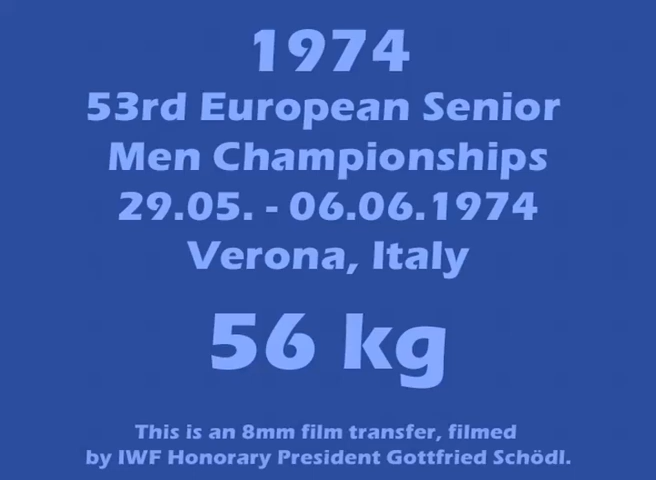 1974
53rd European Senior
Men Championships
29.05. - 06.06.1974
Verona, Italy
56 kg
This is an 8mm film transfer, filmed
by IWF Honorary President Gottfried Schödl.